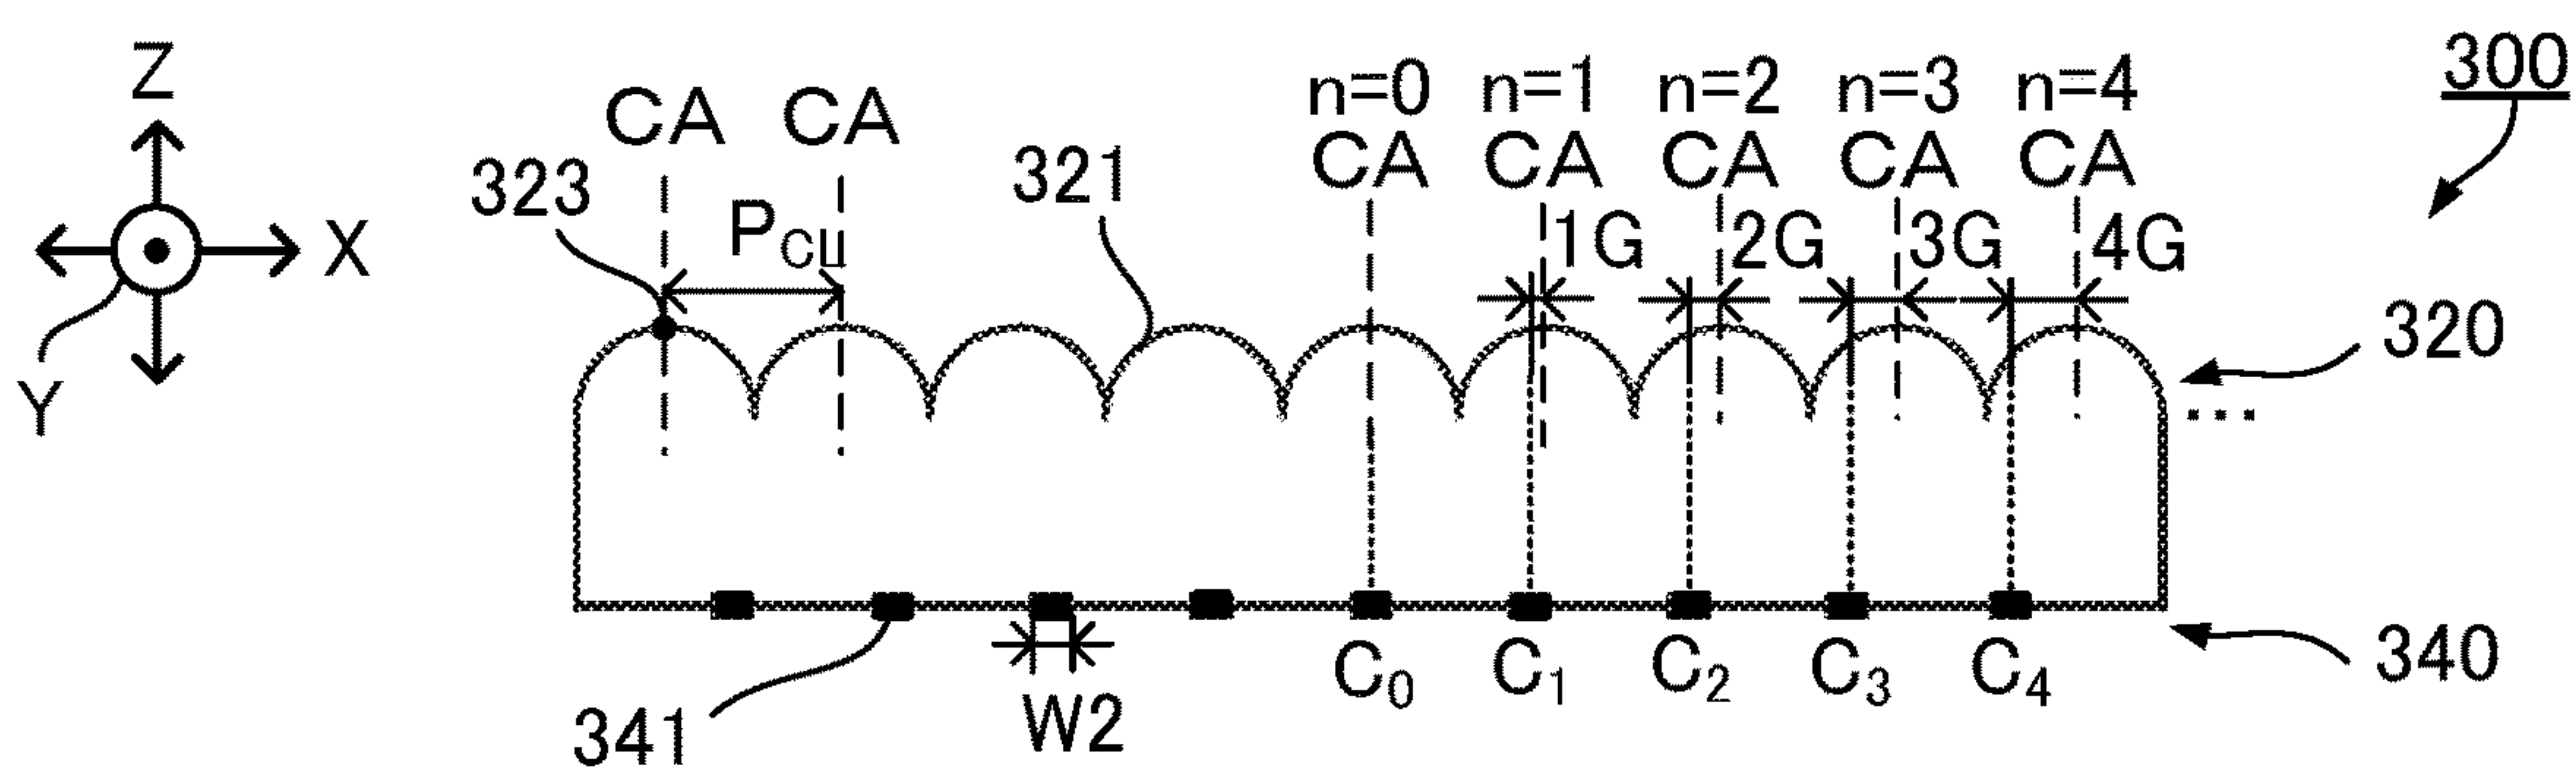 Z
X
Y
323
CA CA
P_CLL
321
n=0 n=1 n=2 n=3 n=4
CA CA CA CA CA
1G 2G 3G 4G
300
320
341
W2
C₀ C₁ C₂ C₃ C₄
340
...